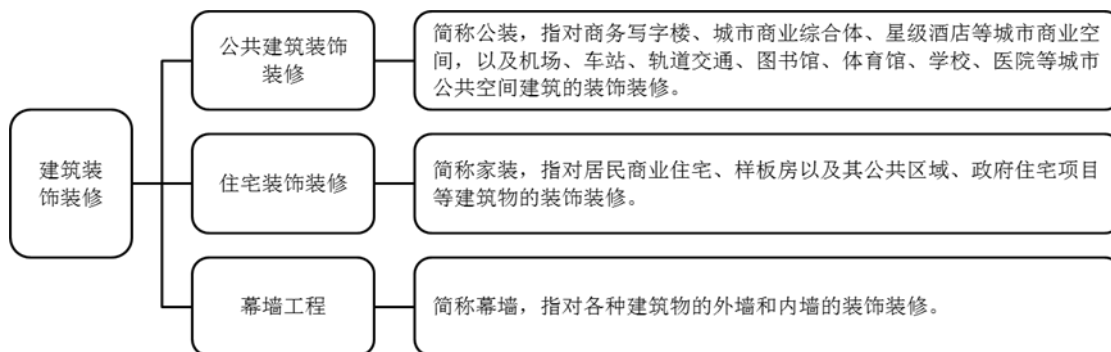 公共建筑装饰
装修
简称公装，指对商务写字楼、城市商业综合体、星级酒店等城市商业空
间，以及机场、车站、轨道交通、图书馆、体育馆、学校、医院等城市
公共空间建筑的装饰装修。
建筑装
饰装修
住宅装饰装修
简称家装，指对居民商业住宅、样板房以及其公共区域、政府住宅项目
等建筑物的装饰装修。
幕墙工程
简称幕墙，指对各种建筑物的外墙和内墙的装饰装修。